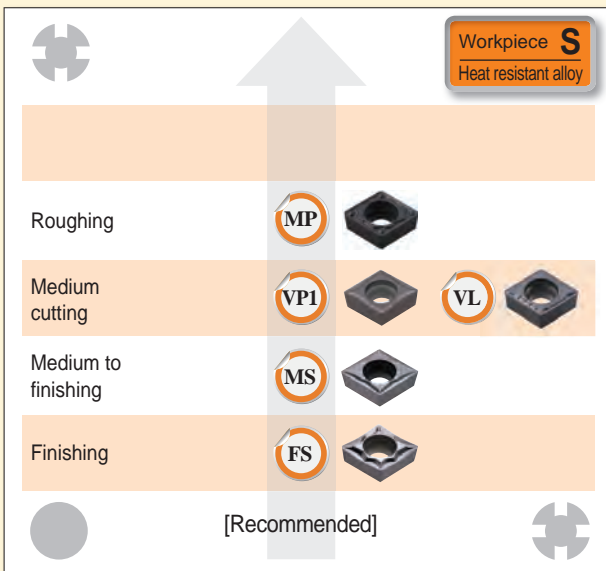 Workpiece S
Heat resistant alloy
Roughing
MP
Medium
cutting
VP1
VL
Medium to
finishing
MS
Finishing
FS
[Recommended]